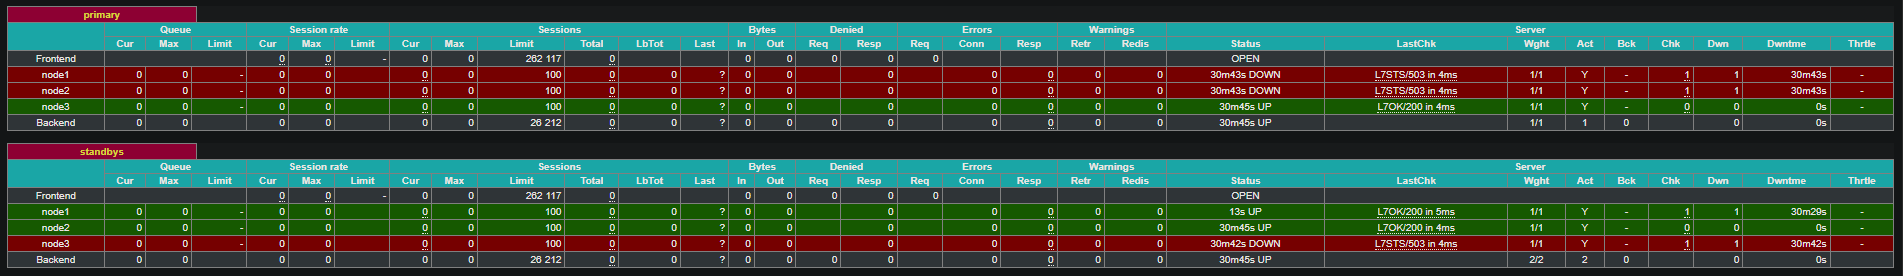 primary
Queue Session rate Sessions Bytes Denied Errors Warnings Server
Cur Max Limit Cur Max Limit Cur Max Limit Total LbTot Last In Out Req Resp Req Conn Resp Retr Redis Status LastChk Wght Act Bck Chk Dwn Dwntme Thrtle
Frontend 0 0 - 0 0 262 117 0 0 0 0 0 0 OPEN
node1 0 0 - 0 0 0 0 100 0 0 ? 0 0 0 0 0 0 0 30m43s DOWN L7STS/503 in 4ms 1/1 Y - 1 1 30m43s -
node2 0 0 - 0 0 0 0 100 0 0 ? 0 0 0 0 0 0 0 30m43s DOWN L7STS/503 in 4ms 1/1 Y - 1 1 30m43s -
node3 0 0 - 0 0 0 0 100 0 0 ? 0 0 0 0 0 0 0 30m45s UP L7OK/200 in 4ms 1/1 Y - 0 0 0s -
Backend 0 0 0 0 0 0 26 212 0 0 ? 0 0 0 0 0 0 0 0 30m45s UP 1/1 1 0 0 0s
standbys
Queue Session rate Sessions Bytes Denied Errors Warnings Server
Cur Max Limit Cur Max Limit Cur Max Limit Total LbTot Last In Out Req Resp Req Conn Resp Retr Redis Status LastChk Wght Act Bck Chk Dwn Dwntme Thrtle
Frontend 0 0 - 0 0 262 117 0 0 0 0 0 0 OPEN
node1 0 0 - 0 0 0 0 100 0 0 ? 0 0 0 0 0 0 0 13s UP L7OK/200 in 5ms 1/1 Y - 1 1 30m29s -
node2 0 0 - 0 0 0 0 100 0 0 ? 0 0 0 0 0 0 0 30m45s UP L7OK/200 in 4ms 1/1 Y - 0 0 0s -
node3 0 0 - 0 0 0 0 100 0 0 ? 0 0 0 0 0 0 0 30m42s DOWN L7STS/503 in 4ms 1/1 Y - 1 1 30m42s -
Backend 0 0 0 0 0 0 26 212 0 0 ? 0 0 0 0 0 0 0 0 30m45s UP 2/2 2 0 0 0s